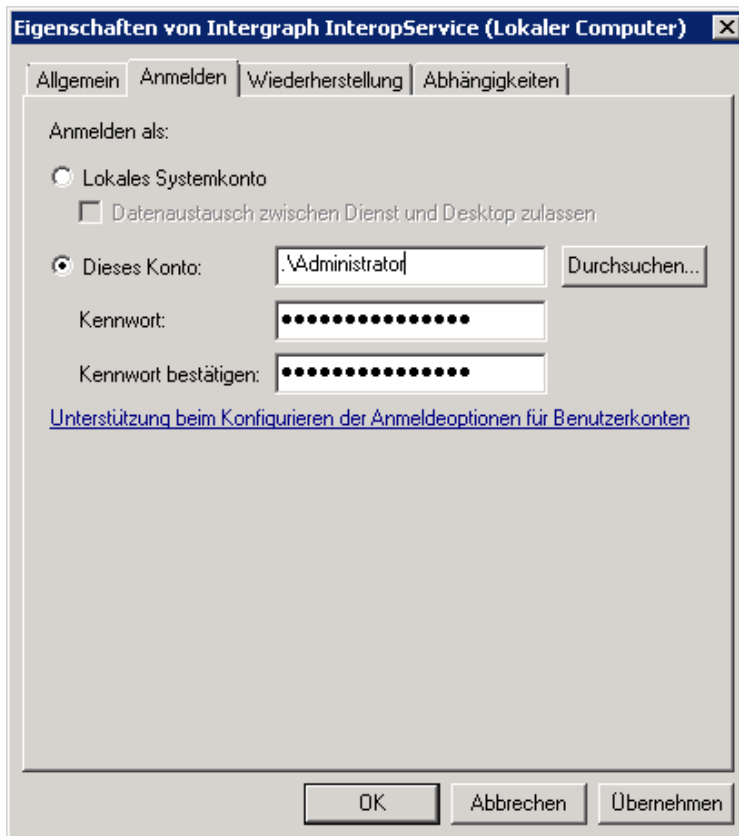 Eigenschaften von Intergraph InteropService (Lokaler Computer)
Allgemein Anmelden Wiederherstellung Abhängigkeiten
Anmelden als:
Lokales Systemkonto
Datenaustausch zwischen Dienst und Desktop zulassen
Dieses Konto: .\Administrator Durchsuchen...
Kennwort: ●●●●●●●●●●●●●●●
Kennwort bestätigen: ●●●●●●●●●●●●●●●
Unterstützung beim Konfigurieren der Anmeldeoptionen für Benutzerkonten
OK Abbrechen Übernehmen